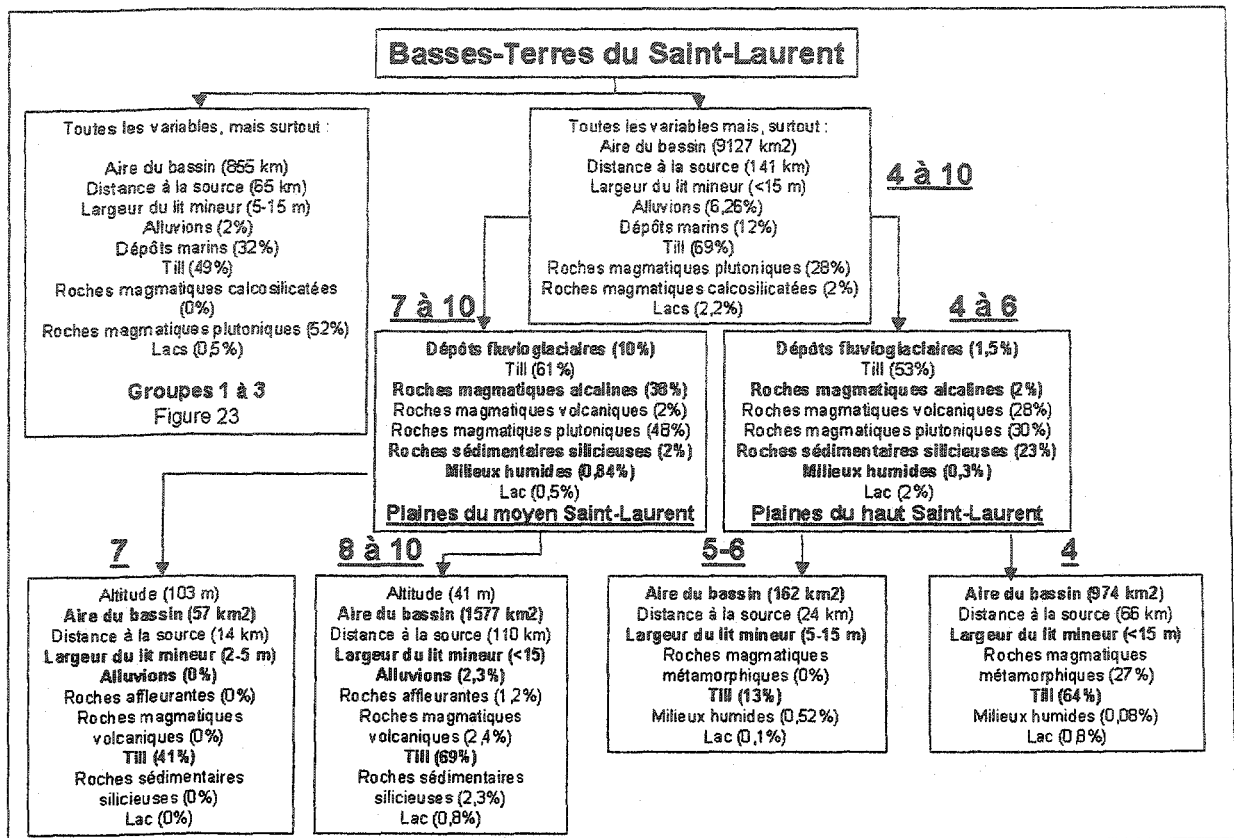 Basses-Terres du Saint-Laurent
Toutes les variables, mais surtout :
Aire du bassin (855 km)
Distance à la source (65 km)
Largeur du lit mineur (5-15 m)
Alluvions (2%)
Dépôts marins (32%)
Till (49%)
Roches magmatiques calcosilicatées
(0%)
Roches magmatiques plutoniques (52%)
Lacs (0,5%)
Groupes 1 à 3
Figure 23
Toutes les variables mais, surtout :
Aire du bassin (9127 km2)
Distance à la source (141 km)
Largeur du lit mineur (<15 m)
Alluvions (6,26%)
Dépôts marins (12%)
Till (69%)
Roches magmatiques plutoniques (28%)
Roches magmatiques calcosilicatées (2%)
Lacs (2,2%)
4 à 10
7 à 10
Dépôts fluvioglaciaires (10%)
Till (61%)
Roches magmatiques alcalines (38%)
Roches magmatiques volcaniques (2%)
Roches magmatiques plutoniques (48%)
Roches sédimentaires silicieuses (2%)
Milieux humides (0,84%)
Lac (0,5%)
Plaines du moyen Saint-Laurent
4 à 6
Dépôts fluvioglaciaires (1,5%)
Till (53%)
Roches magmatiques alcalines (2%)
Roches magmatiques volcaniques (28%)
Roches magmatiques plutoniques (30%)
Roches sédimentaires silicieuses (23%)
Milieux humides (0,3%)
Lac (2%)
Plaines du haut Saint-Laurent
7
Altitude (103 m)
Aire du bassin (57 km2)
Distance à la source (14 km)
Largeur du lit mineur (2-5 m)
Alluvions (0%)
Roches affleurantes (0%)
Roches magmatiques
volcaniques (0%)
Till (41%)
Roches sédimentaires
silicieuses (0%)
Lac (0%)
8 à 10
Altitude (41 m)
Aire du bassin (1577 km2)
Distance à la source (110 km)
Largeur du lit mineur (<15)
Alluvions (2,3%)
Roches affleurantes (1,2%)
Roches magmatiques
volcaniques (2,4%)
Till (69%)
Roches sédimentaires
silicieuses (2,3%)
Lac (0,8%)
5-6
Aire du bassin (162 km2)
Distance à la source (24 km)
Largeur du lit mineur (5-15 m)
Roches magmatiques
métamorphiques (0%)
Till (13%)
Milieux humides (0,52%)
Lac (0,1%)
4
Aire du bassin (974 km2)
Distance à la source (66 km)
Largeur du lit mineur (<15 m)
Roches magmatiques
métamorphiques (27%)
Till (64%)
Milieux humides (0,08%)
Lac (0,8%)